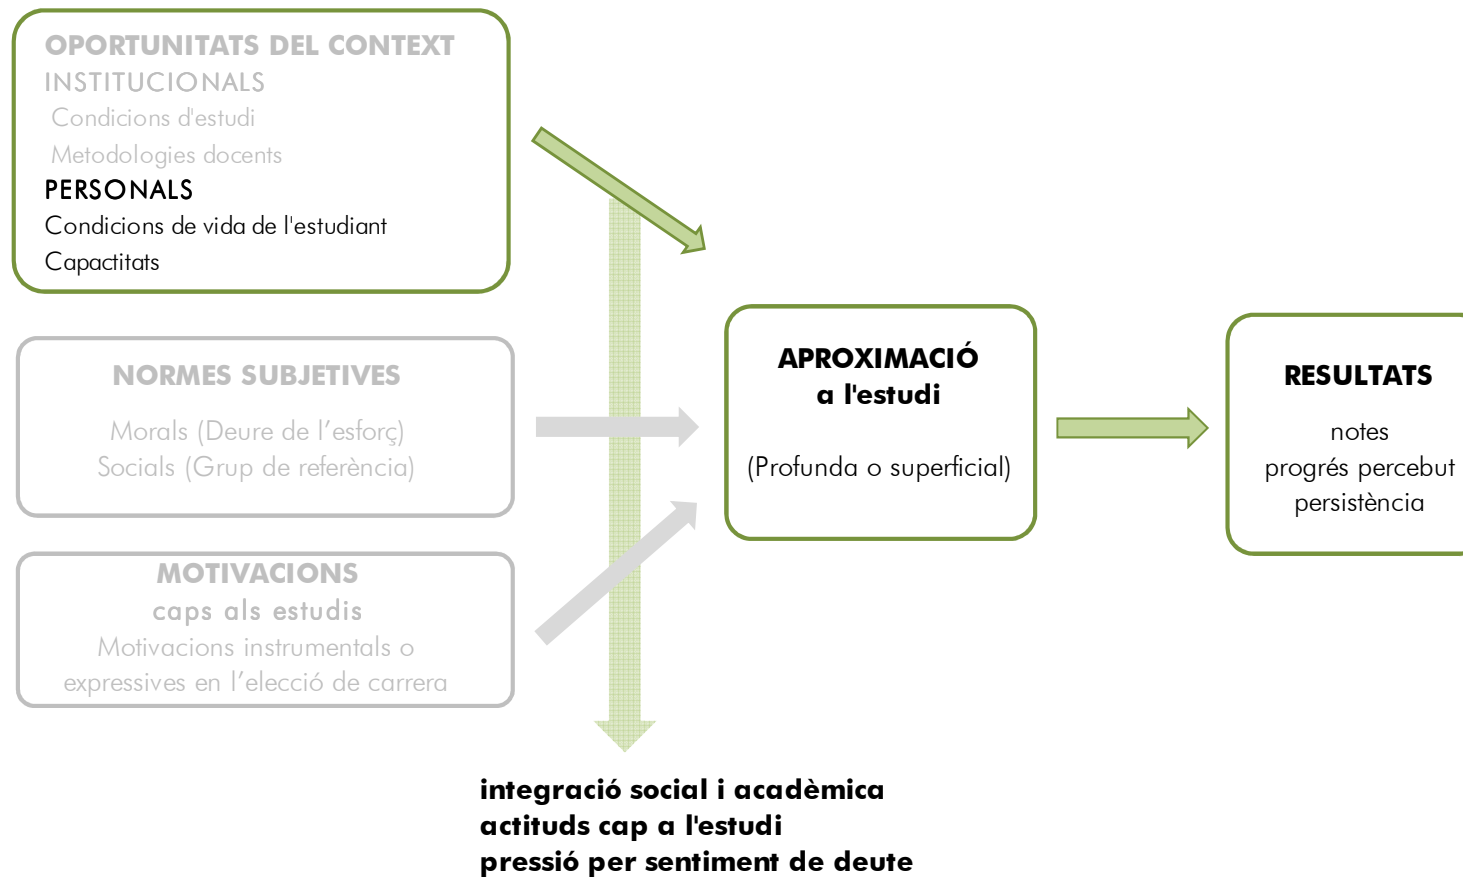 OPORTUNITATS DEL CONTEXT
INSTITUCIONALS
Condicions d'estudi
Metodologies docents
PERSONALS
Condicions de vida de l'estudiant
Capactitats
NORMES SUBJETIVES
Morals (Deure de l’esforç)
Socials (Grup de referència)
MOTIVACIONS
caps als estudis
Motivacions instrumentals o
expressives en l’elecció de carrera
APROXIMACIÓ
a l'estudi
(Profunda o superficial)
RESULTATS
notes
progrés percebut
persistència
integració social i acadèmica
actituds cap a l'estudi
pressió per sentiment de deute